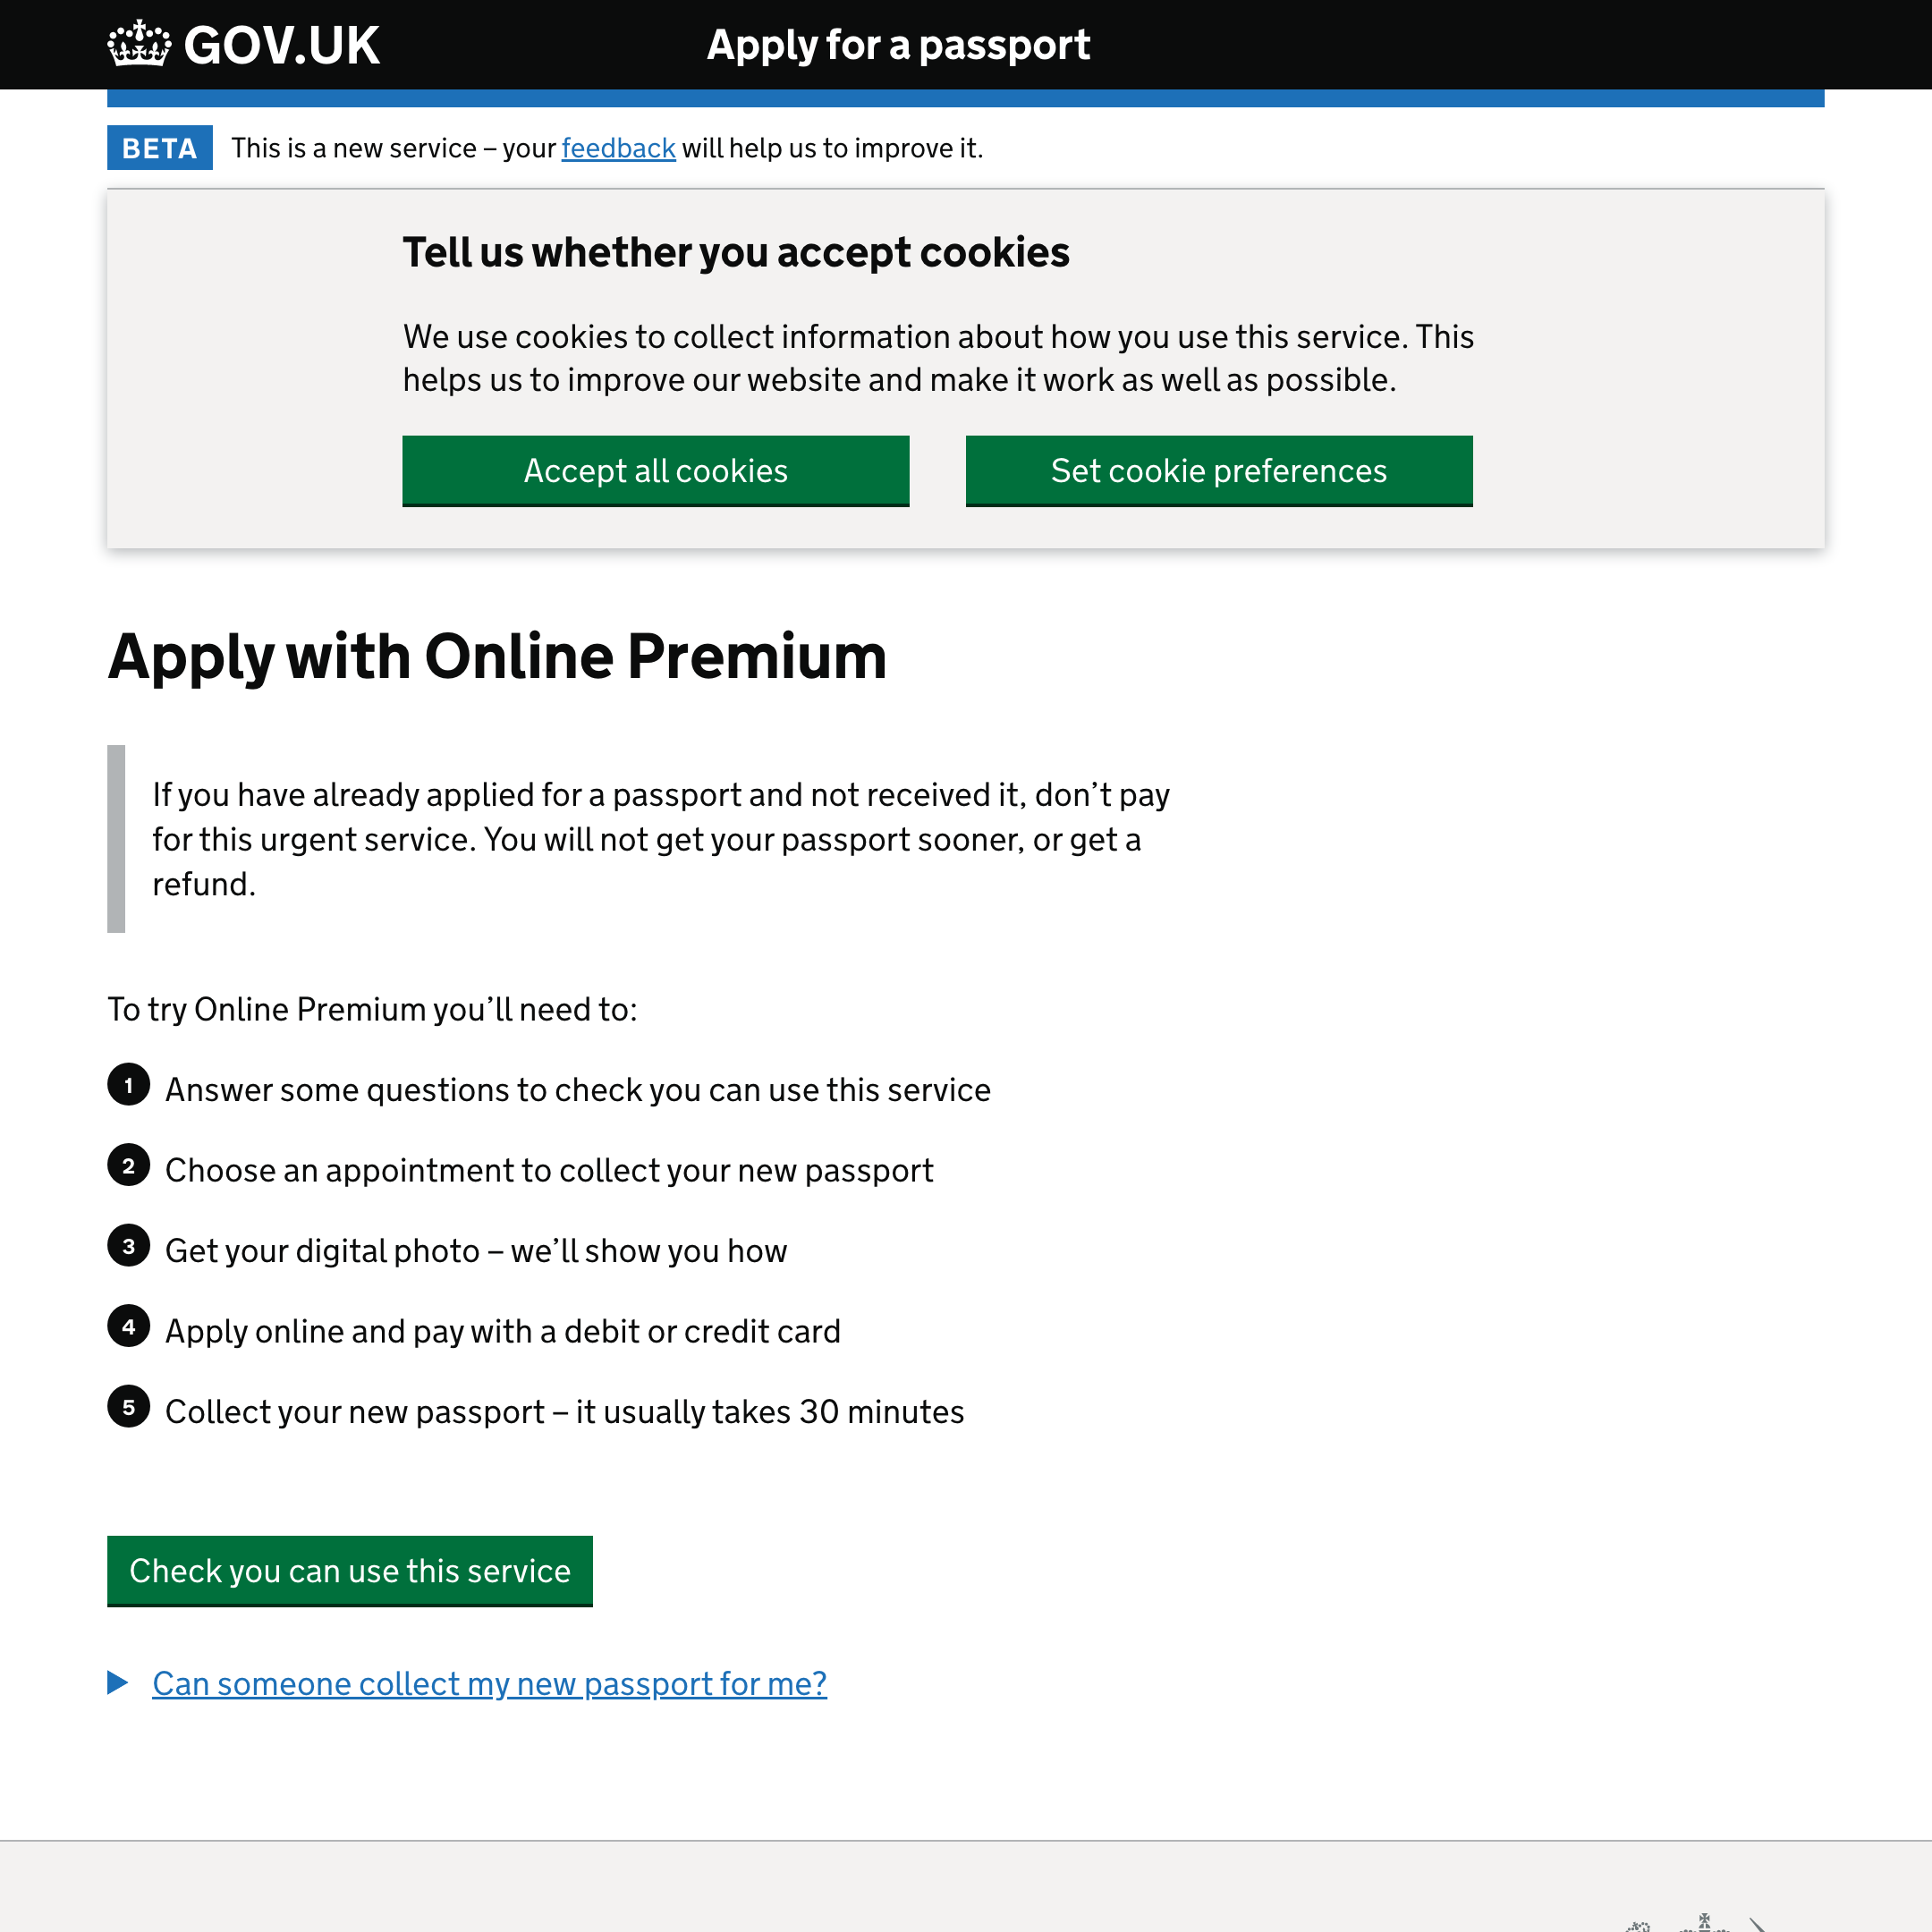 GOV.UK
Apply for a passport
BETA
This is a new service – your feedback will help us to improve it.
Tell us whether you accept cookies
We use cookies to collect information about how you use this service. This
helps us to improve our website and make it work as well as possible.
Accept all cookies
Set cookie preferences
Apply with Online Premium
If you have already applied for a passport and not received it, don’t pay
for this urgent service. You will not get your passport sooner, or get a
refund.
To try Online Premium you’ll need to:
1 Answer some questions to check you can use this service
2 Choose an appointment to collect your new passport
3 Get your digital photo – we’ll show you how
4 Apply online and pay with a debit or credit card
5 Collect your new passport – it usually takes 30 minutes
Check you can use this service
Can someone collect my new passport for me?